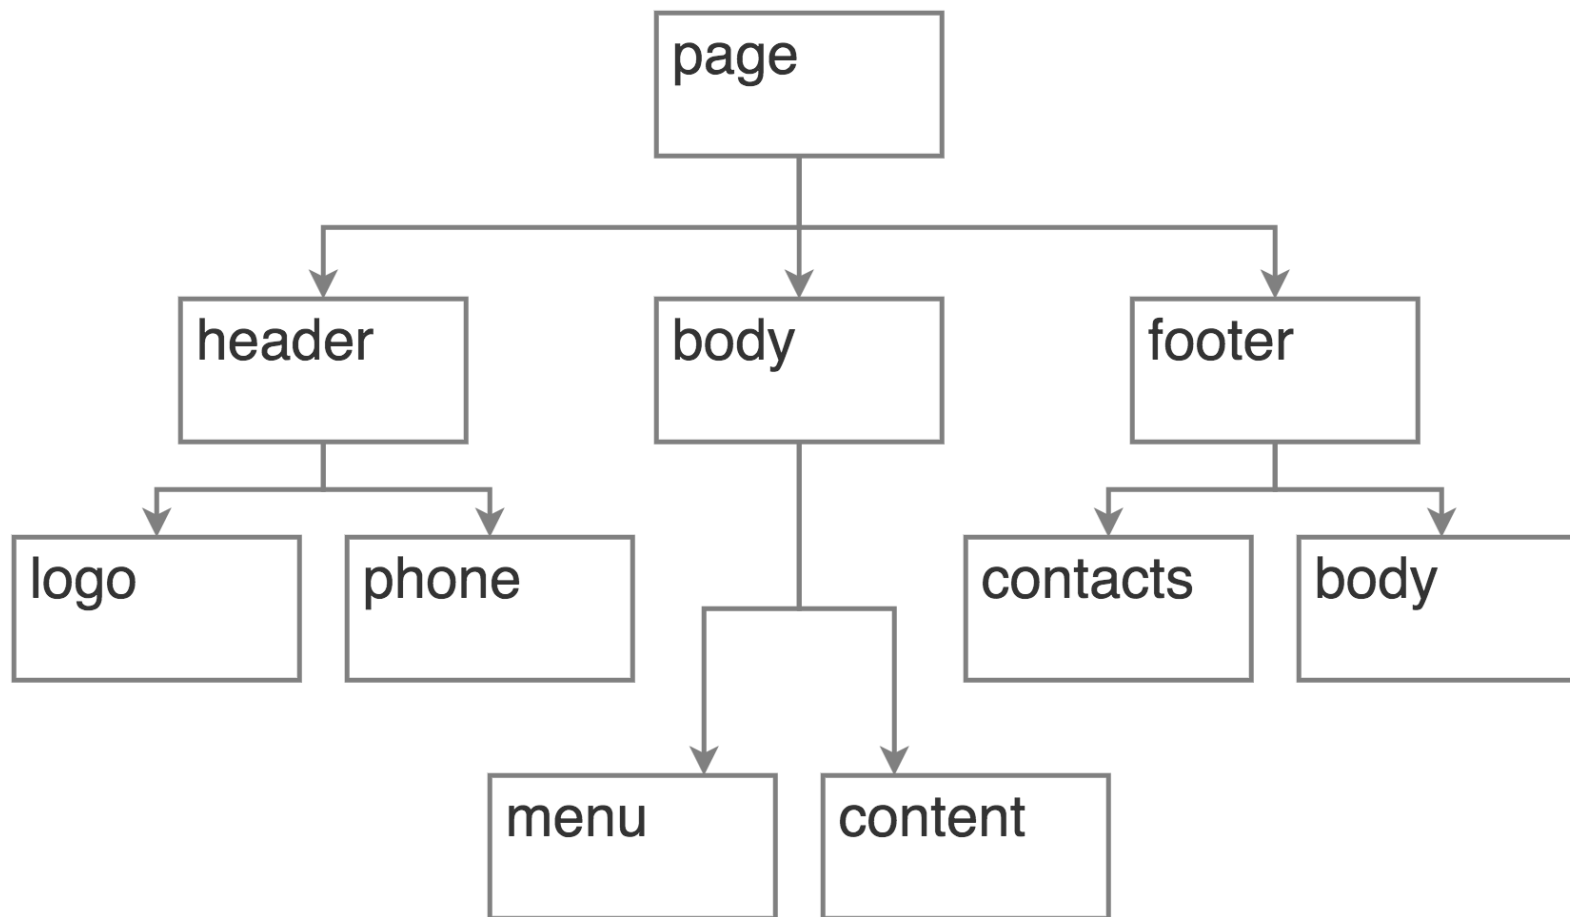 page
header
body
footer
logo
phone
contacts
body
menu
content